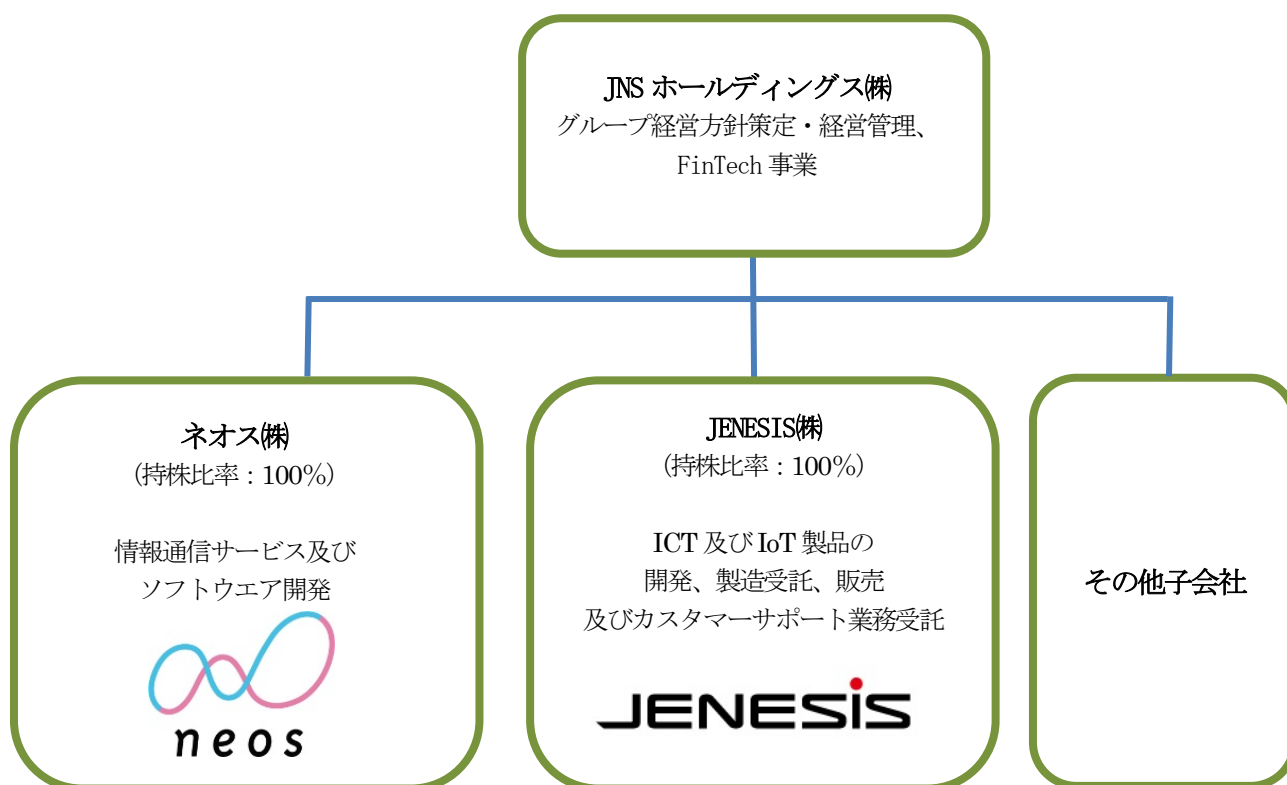 JNS ホールディングス㈱
グループ経営方針策定・経営管理、
FinTech 事業
ネオス㈱
(持株比率：100%)
情報通信サービス及び
ソフトウエア開発
neos
JENESIS㈱
(持株比率：100%)
ICT 及び IoT 製品の
開発、製造受託、販売
及びカスタマーサポート業務受託
JENESIS
その他子会社